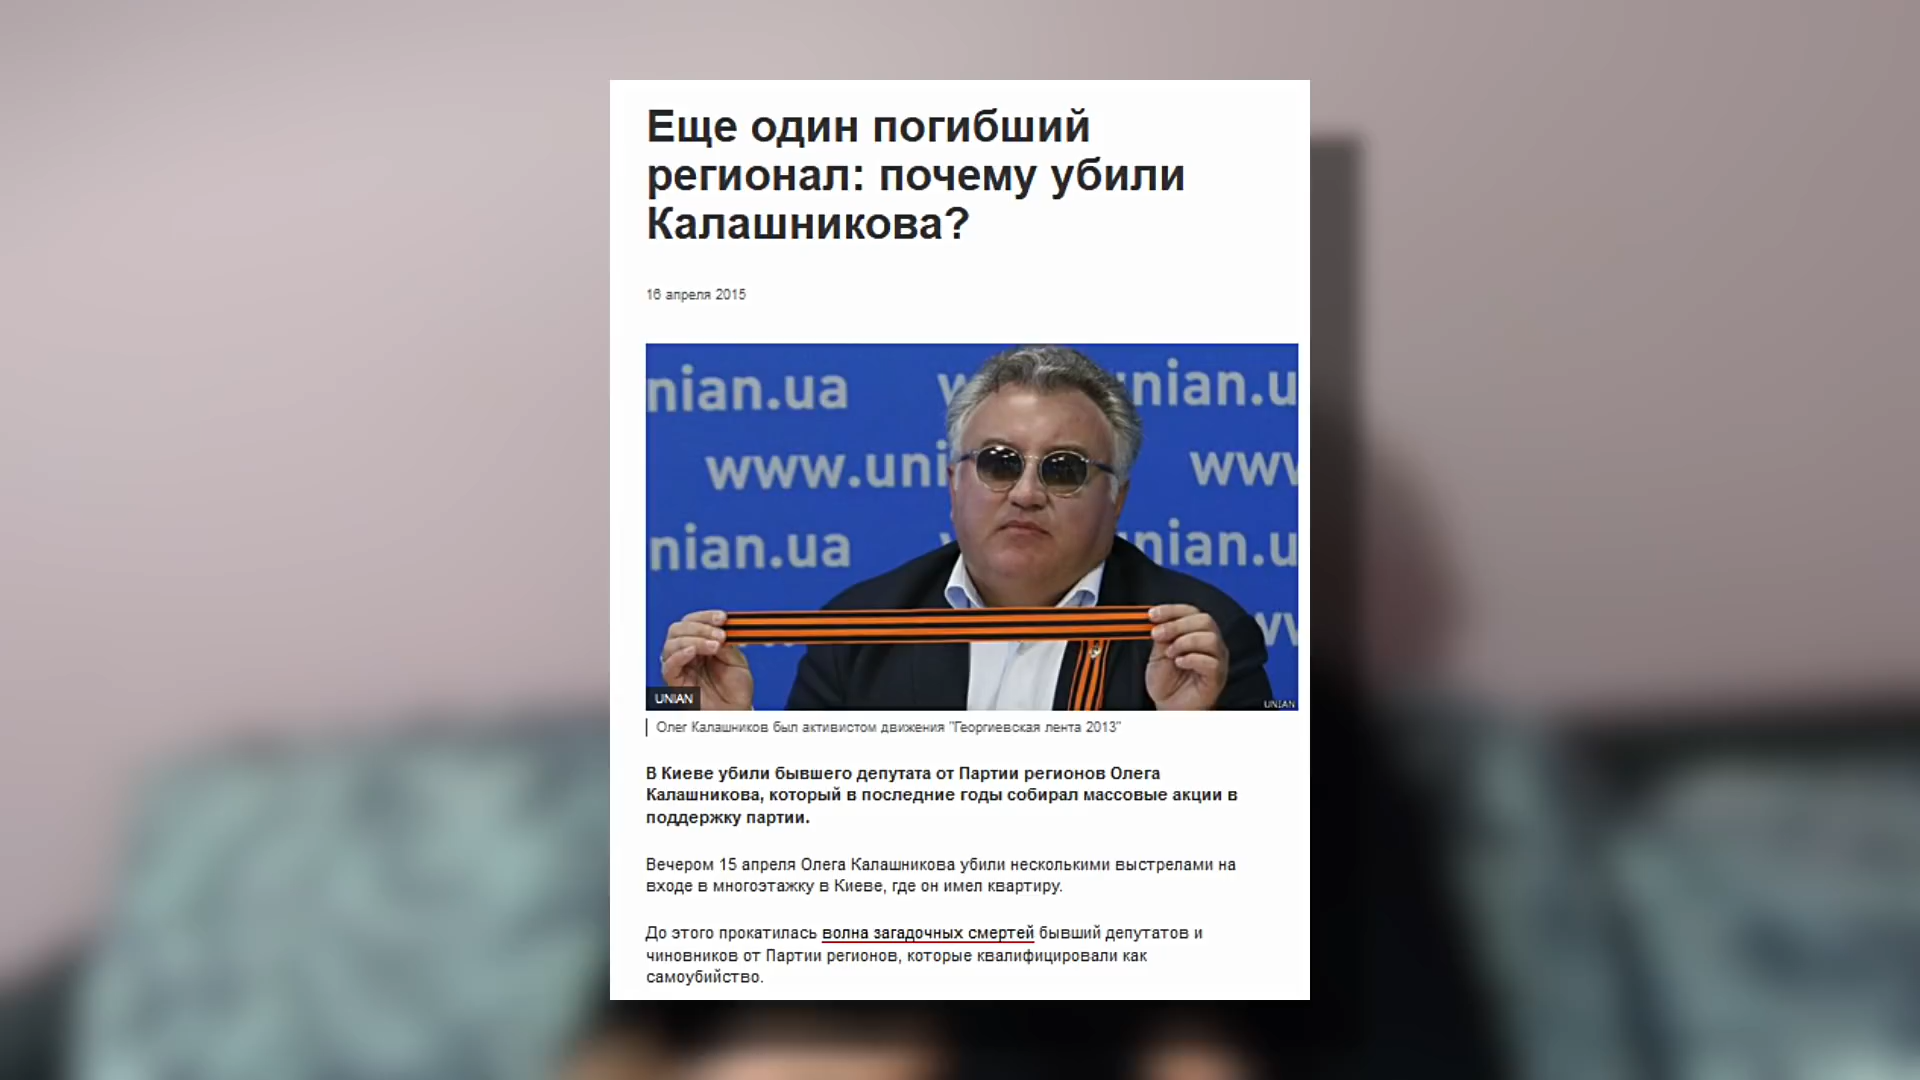 Еще один погибший
регионал: почему убили
Калашникова?
16 апреля 2015
nian.ua
nian.u
www.uni
www
nian.ua
nian.u
UNIAN
UNIAN
Олег Калашников был активистом движения "Георгиевская лента 2013"
В Киеве убили бывшего депутата от Партии регионов Олега
Калашникова, который в последние годы собирал массовые акции в
поддержку партии.
Вечером 15 апреля Олега Калашникова убили несколькими выстрелами на
входе в многоэтажку в Киеве, где он имел квартиру.
До этого прокатилась волна загадочных смертей бывший депутатов и
чиновников от Партии регионов, которые квалифицировали как
самоубийство.